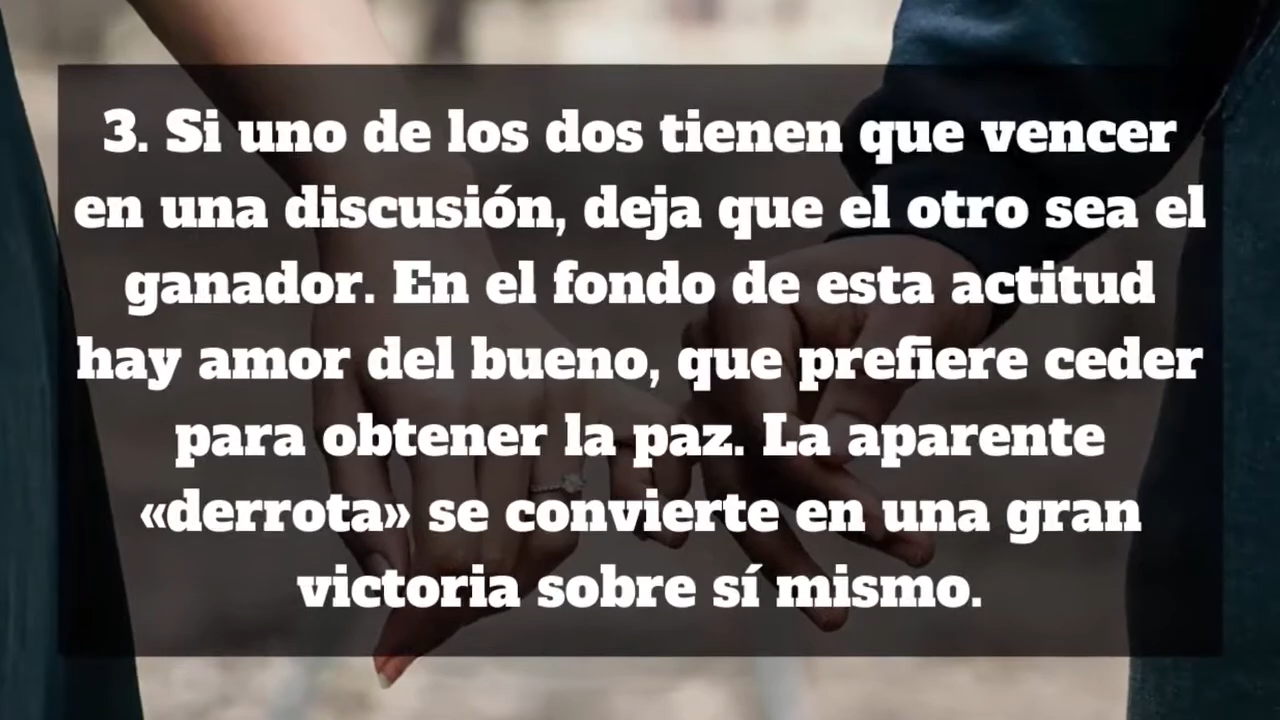 3. Si uno de los dos tienen que vencer
en una discusión, deja que el otro sea el
ganador. En el fondo de esta actitud
hay amor del bueno, que prefiere ceder
para obtener la paz. La aparente
«derrota» se convierte en una gran
victoria sobre sí mismo.